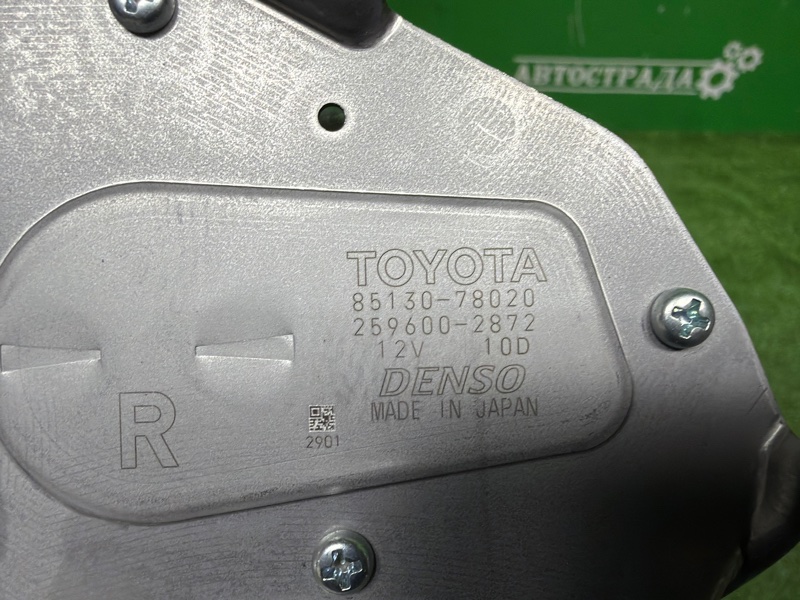 АВТОСТРАДА
TOYOTA
85130-78020
259600-2872
12V 10D
DENSO
MADE IN JAPAN
R
2901